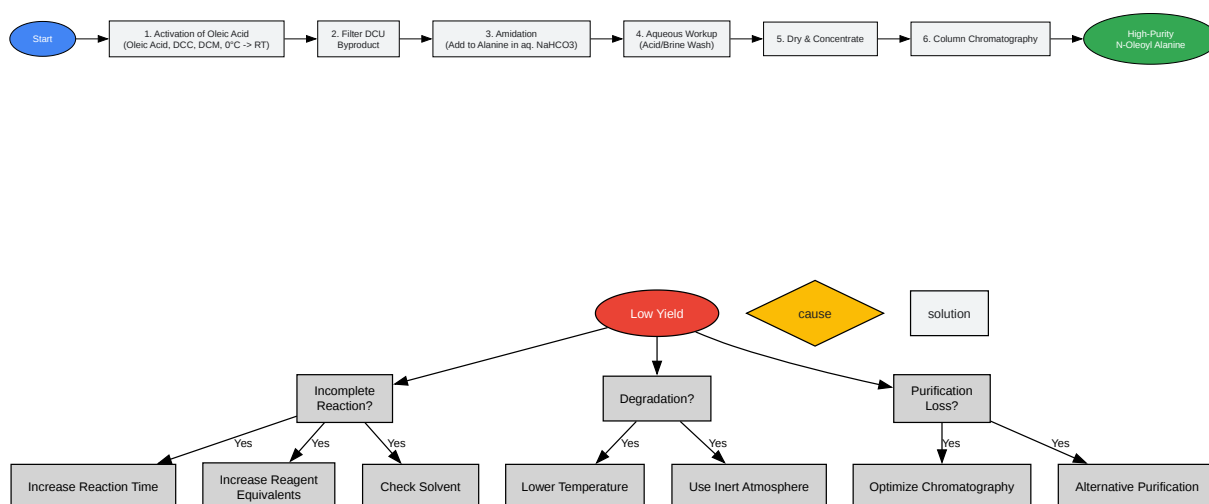 Start
1. Activation of Oleic Acid
(Oleic Acid, DCC, DCM, 0°C -> RT)
2. Filter DCU
Byproduct
3. Amidation
(Add to Alanine in aq. NaHCO3)
4. Aqueous Workup
(Acid/Brine Wash)
5. Dry & Concentrate
6. Column Chromatography
High-Purity
N-Oleoyl Alanine
Low Yield
cause
solution
Incomplete
Reaction?
Degradation?
Purification
Loss?
Yes
Yes
Yes
Yes
Yes
Yes
Yes
Increase Reaction Time
Increase Reagent
Equivalents
Check Solvent
Lower Temperature
Use Inert Atmosphere
Optimize Chromatography
Alternative Purification